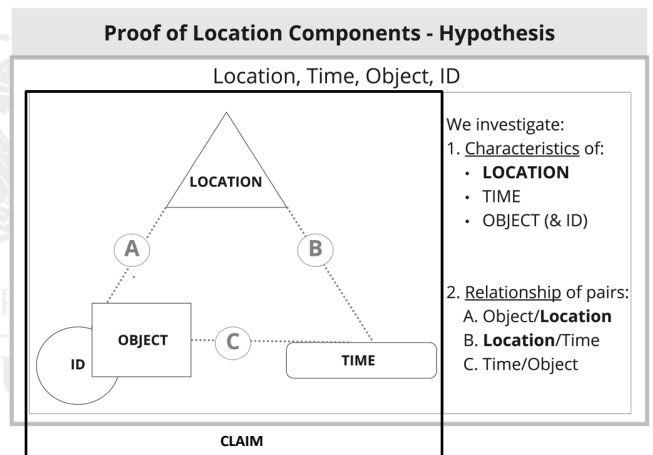 Proof of Location Components - Hypothesis
Location, Time, Object, ID
LOCATION
A
B
OBJECT
C
ID
TIME
CLAIM
We investigate:
1. Characteristics of:
• LOCATION
• TIME
• OBJECT (& ID)
2. Relationship of pairs:
A. Object/Location
B. Location/Time
C. Time/Object